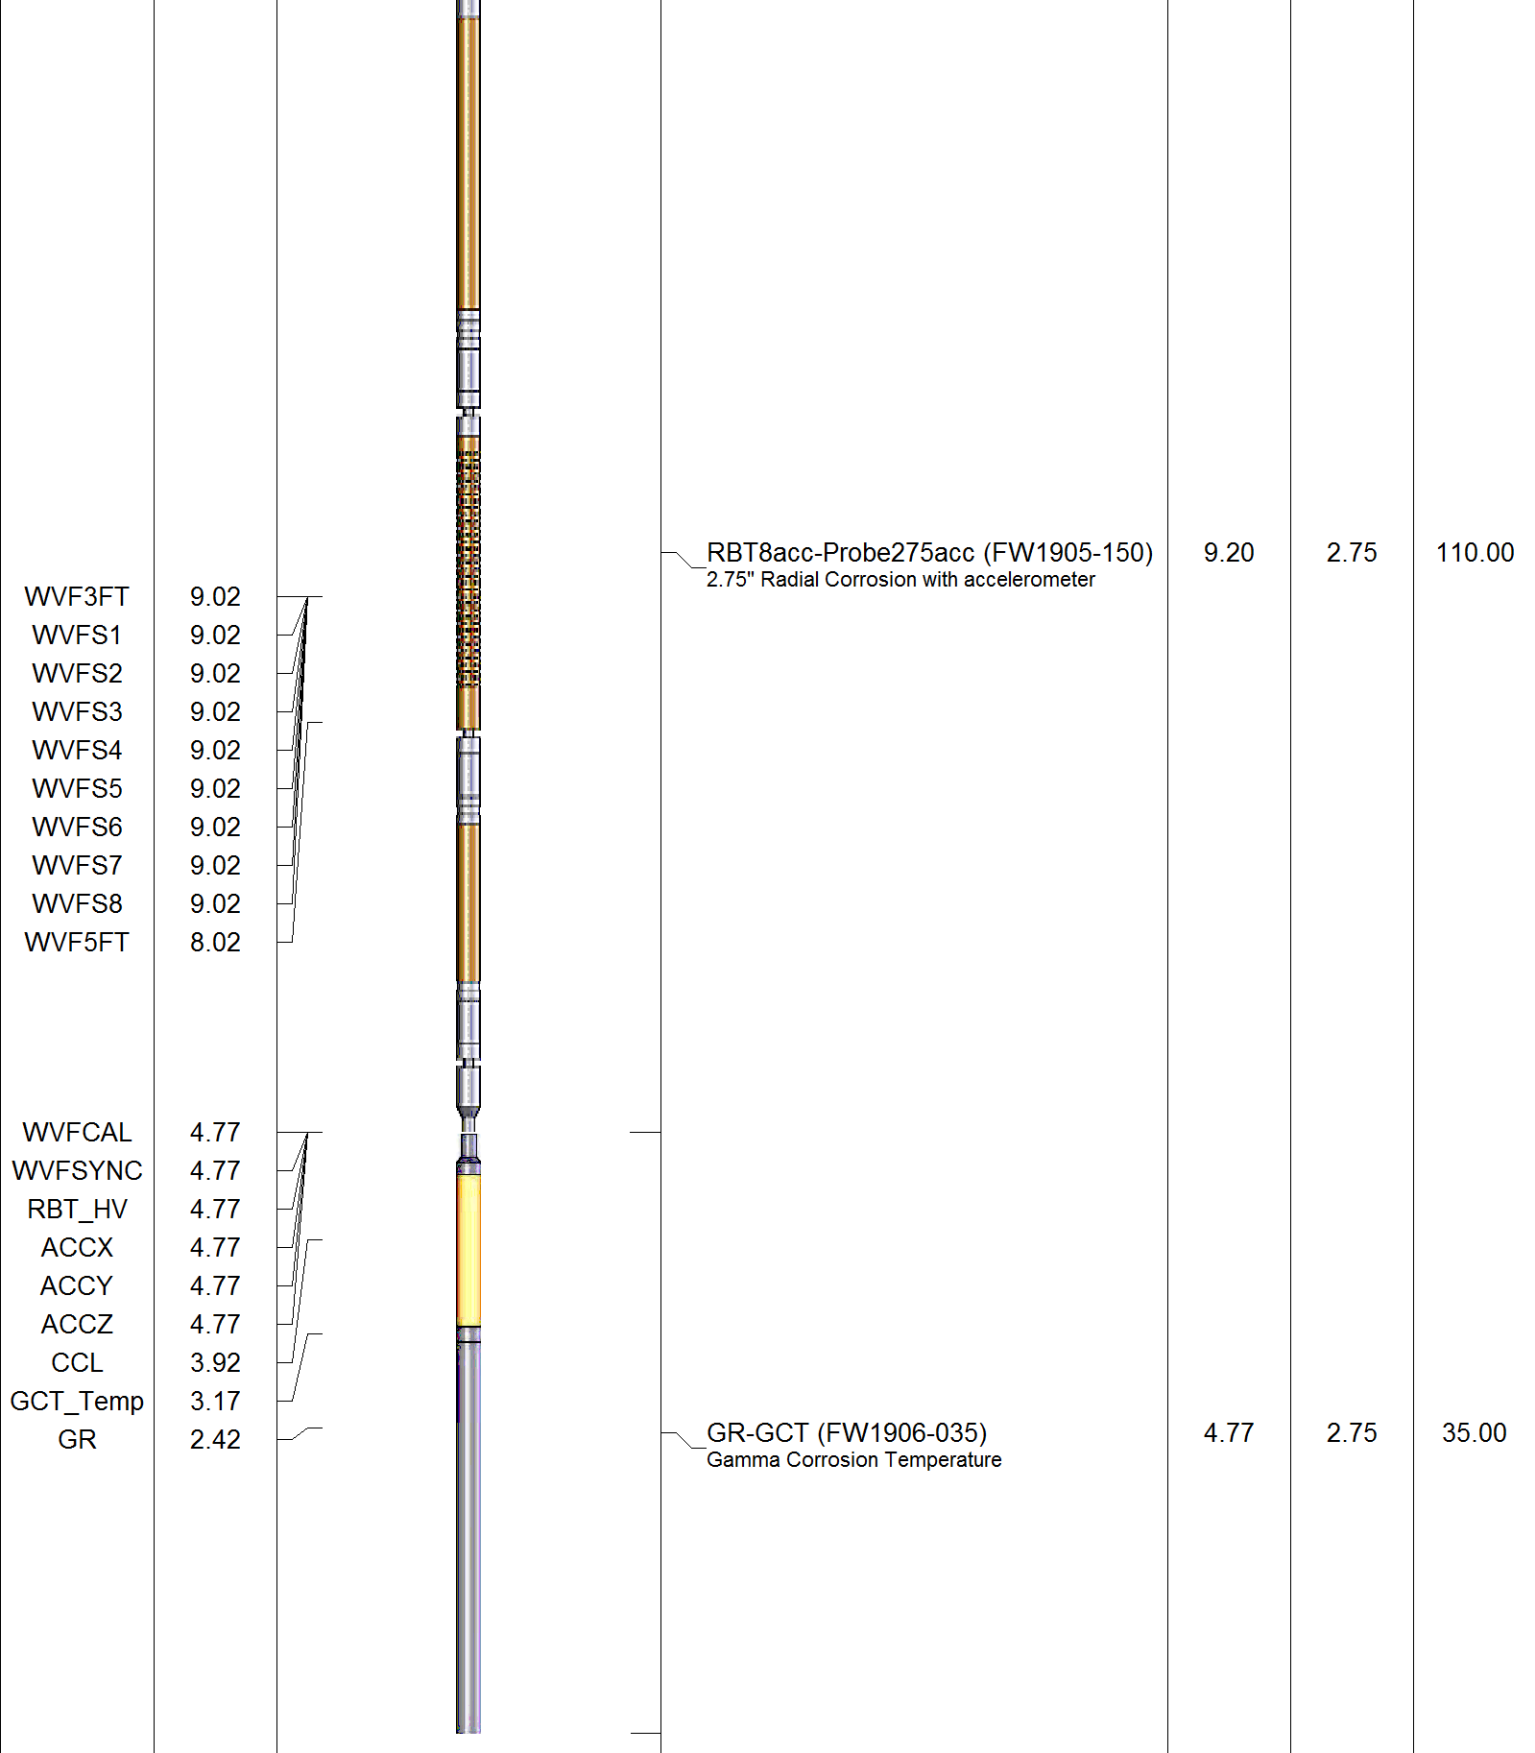 RBT8acc-Probe275acc (FW1905-150) 9.20 2.75 110.00
2.75" Radial Corrosion with accelerometer
WVF3FT 9.02
WVFS1 9.02
WVFS2 9.02
WVFS3 9.02
WVFS4 9.02
WVFS5 9.02
WVFS6 9.02
WVFS7 9.02
WVFS8 9.02
WVF5FT 8.02
WVFCAL 4.77
WVFSYNC 4.77
RBT_HV 4.77
ACCX 4.77
ACCY 4.77
ACCZ 4.77
CCL 3.92
GCT_Temp 3.17
GR 2.42
GR-GCT (FW1906-035) 4.77 2.75 35.00
Gamma Corrosion Temperature